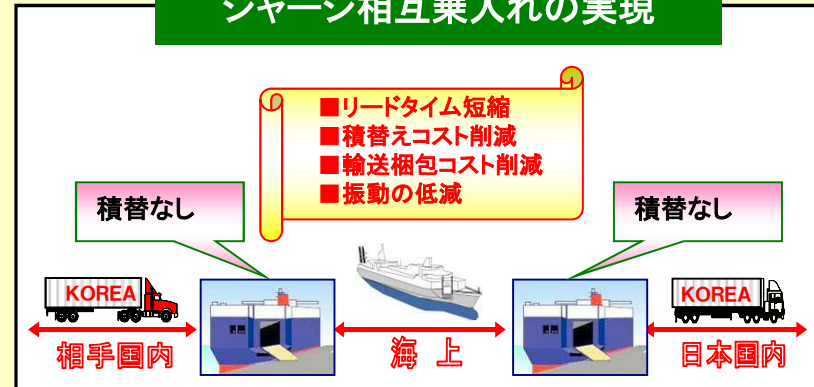 シャーシ相互乗入れの実現
■リードタイム短縮
■積替えコスト削減
■輸送梱包コスト削減
■振動の低減
積替なし
積替なし
KOREA
KOREA
相手国内
海 上
日本国内